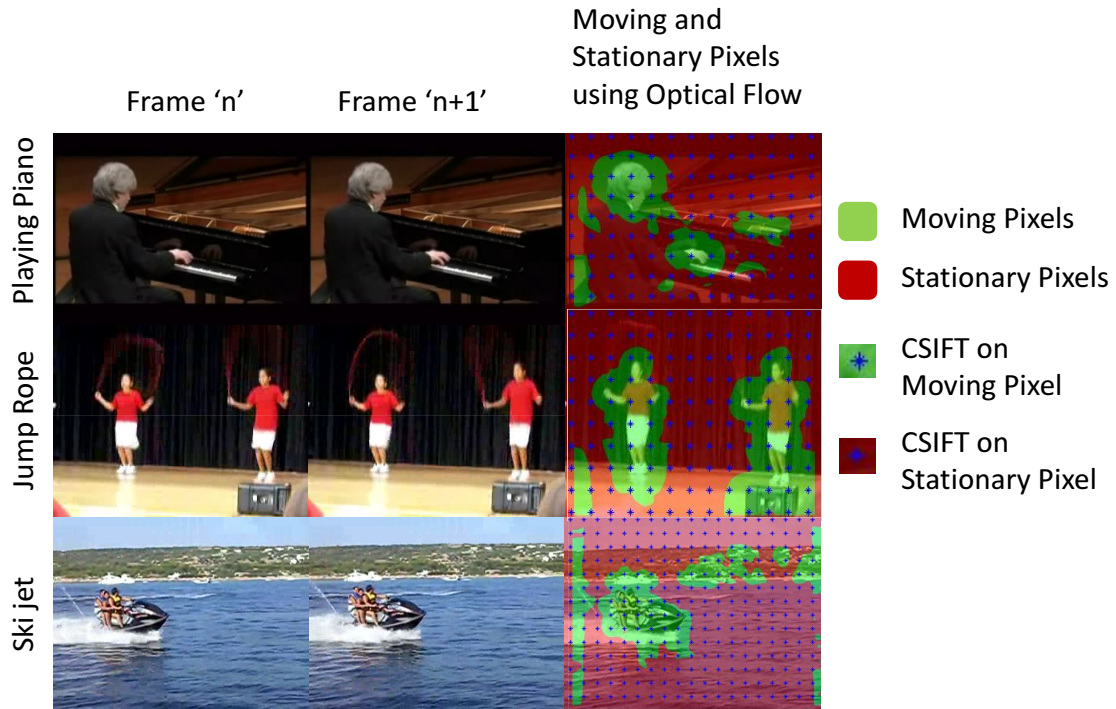 Moving and
Stationary Pixels
using Optical Flow
Frame ‘n’
Frame ‘n+1’
Playing Piano
Jump Rope
Ski jet
Moving Pixels
Stationary Pixels
CSIFT on
Moving Pixel
CSIFT on
Stationary Pixel